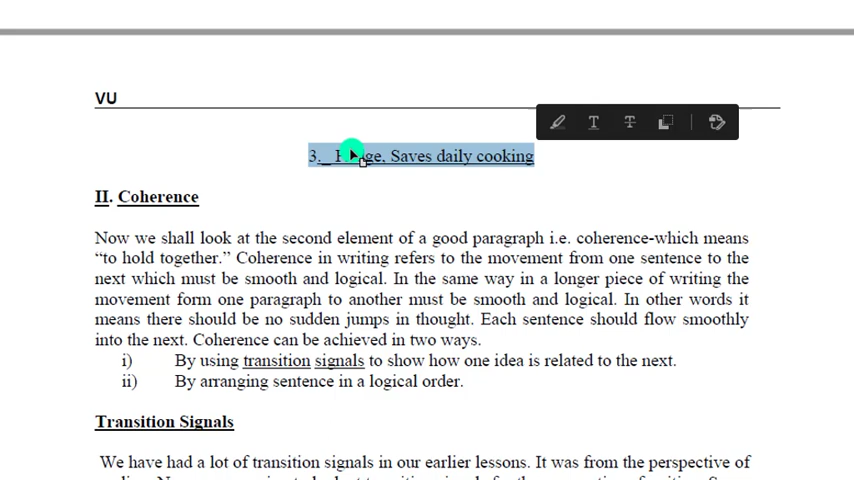 VU
3. Saves daily cooking
II. Coherence
Now we shall look at the second element of a good paragraph i.e. coherence-which means
“to hold together.” Coherence in writing refers to the movement from one sentence to the
next which must be smooth and logical. In the same way in a longer piece of writing the
movement form one paragraph to another must be smooth and logical. In other words it
means there should be no sudden jumps in thought. Each sentence should flow smoothly
into the next. Coherence can be achieved in two ways.
i) By using transition signals to show how one idea is related to the next.
ii) By arranging sentence in a logical order.
Transition Signals
We have had a lot of transition signals in our earlier lessons. It was from the perspective of